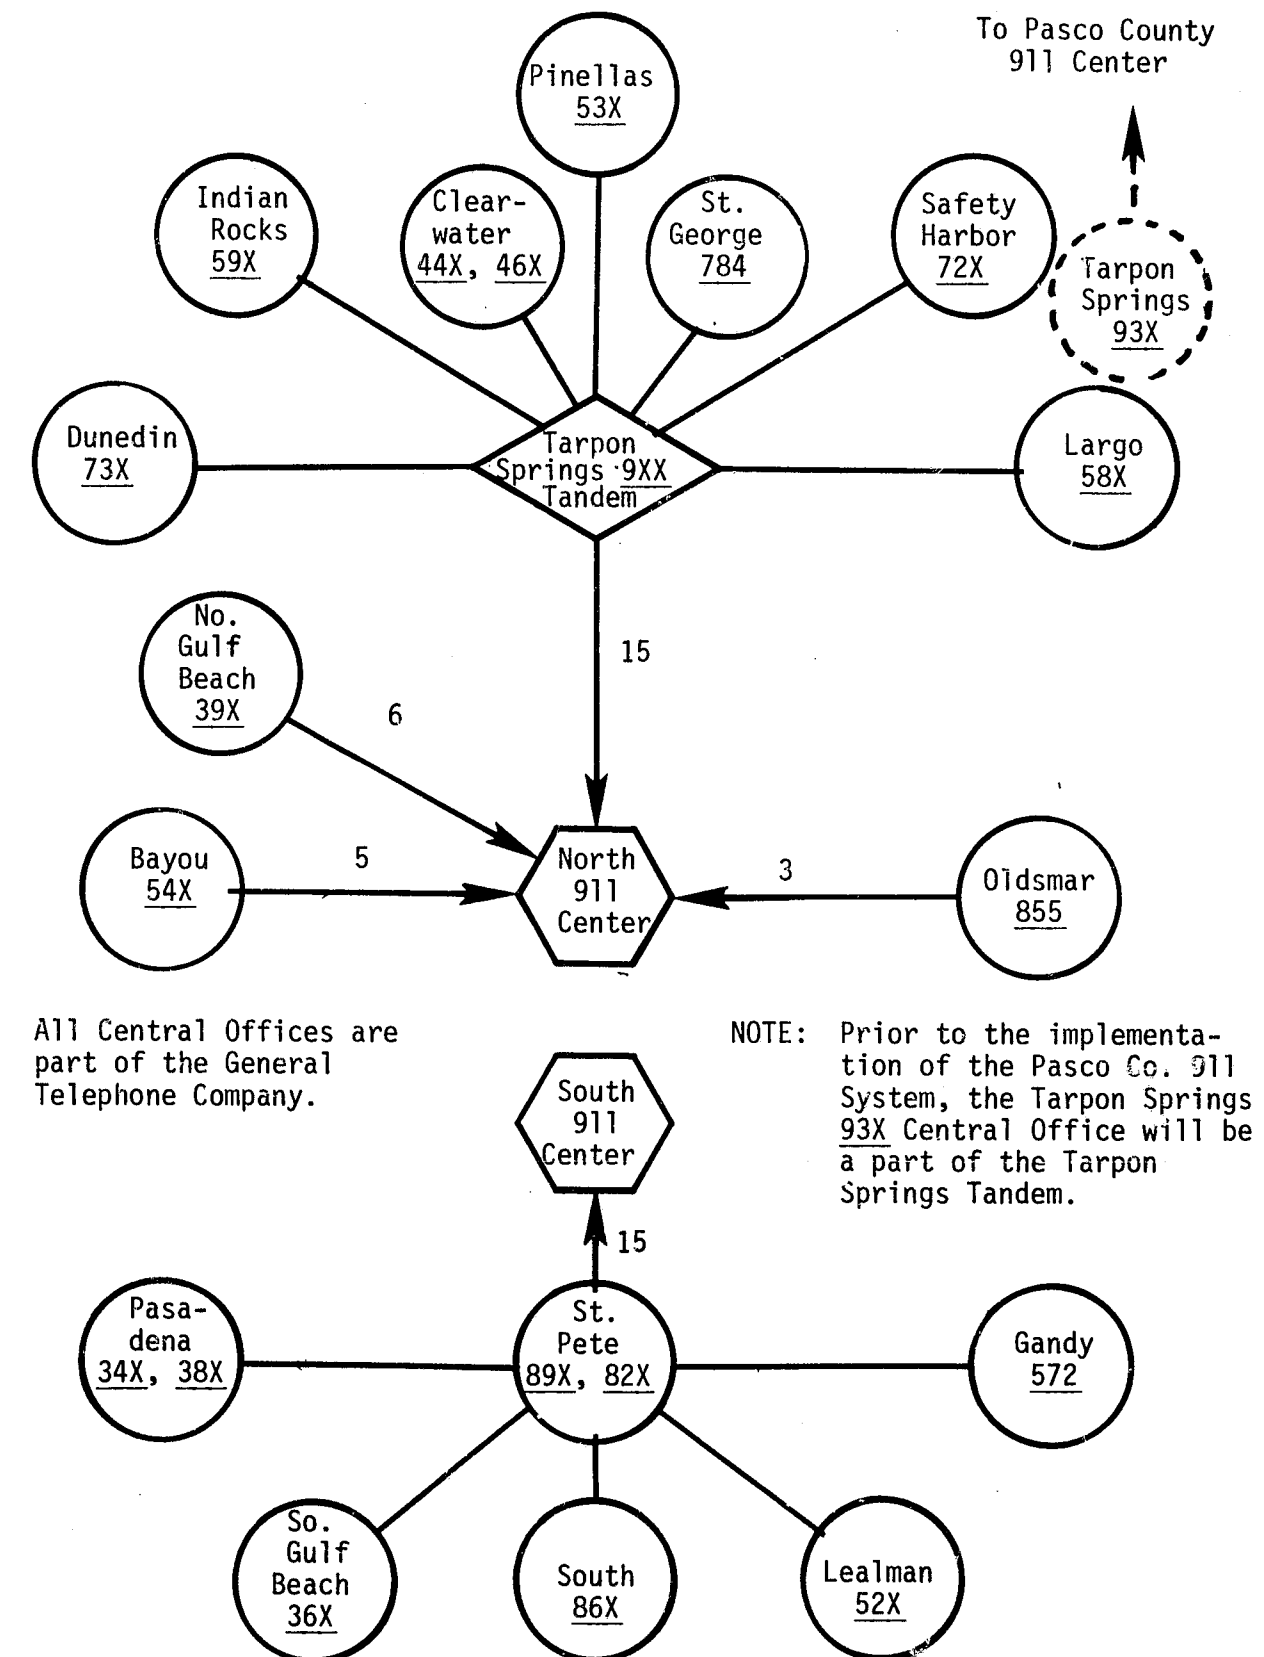 To Pasco County
911 Center
Pinellas
53X
Indian
Rocks
59X
Clear-
water
44X, 46X
St.
George
784
Safety
Harbor
72X
Tarpon
Springs
93X
Dunedin
73X
Tarpon
Springs 9XX
Tandem
Largo
58X
No.
Gulf
Beach
39X
15
6
Bayou
54X
5
North
911
Center
3
Oldsmar
855
All Central Offices are
part of the General
Telephone Company.
NOTE: Prior to the implementa-
tion of the Pasco Co. 911
System, the Tarpon Springs
93X Central Office will be
a part of the Tarpon
Springs Tandem.
South
911
Center
15
Pasa-
dena
34X, 38X
St.
Pete
89X, 82X
Gandy
572
So.
Gulf
Beach
36X
South
86X
Lealman
52X